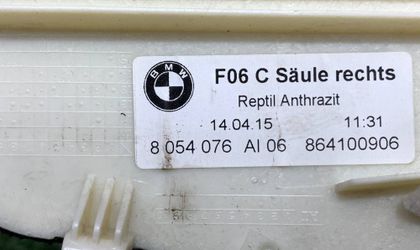 BMW
F06 C Säule rechts
Reptil Anthrazit
14.04.15 11:31
8 054 076 AI 06 864100906